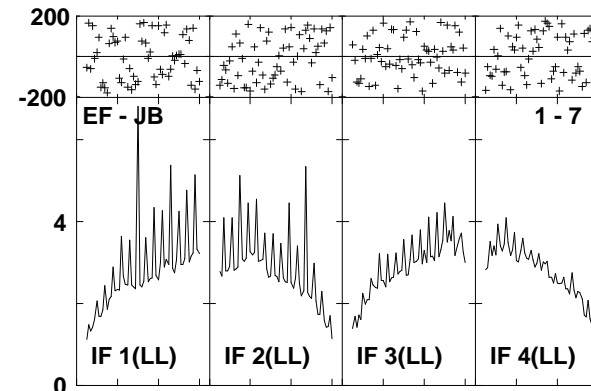 200
-200
EF - JB
1 - 7
4
IF 1(LL)
IF 2(LL)
IF 3(LL)
IF 4(LL)
0